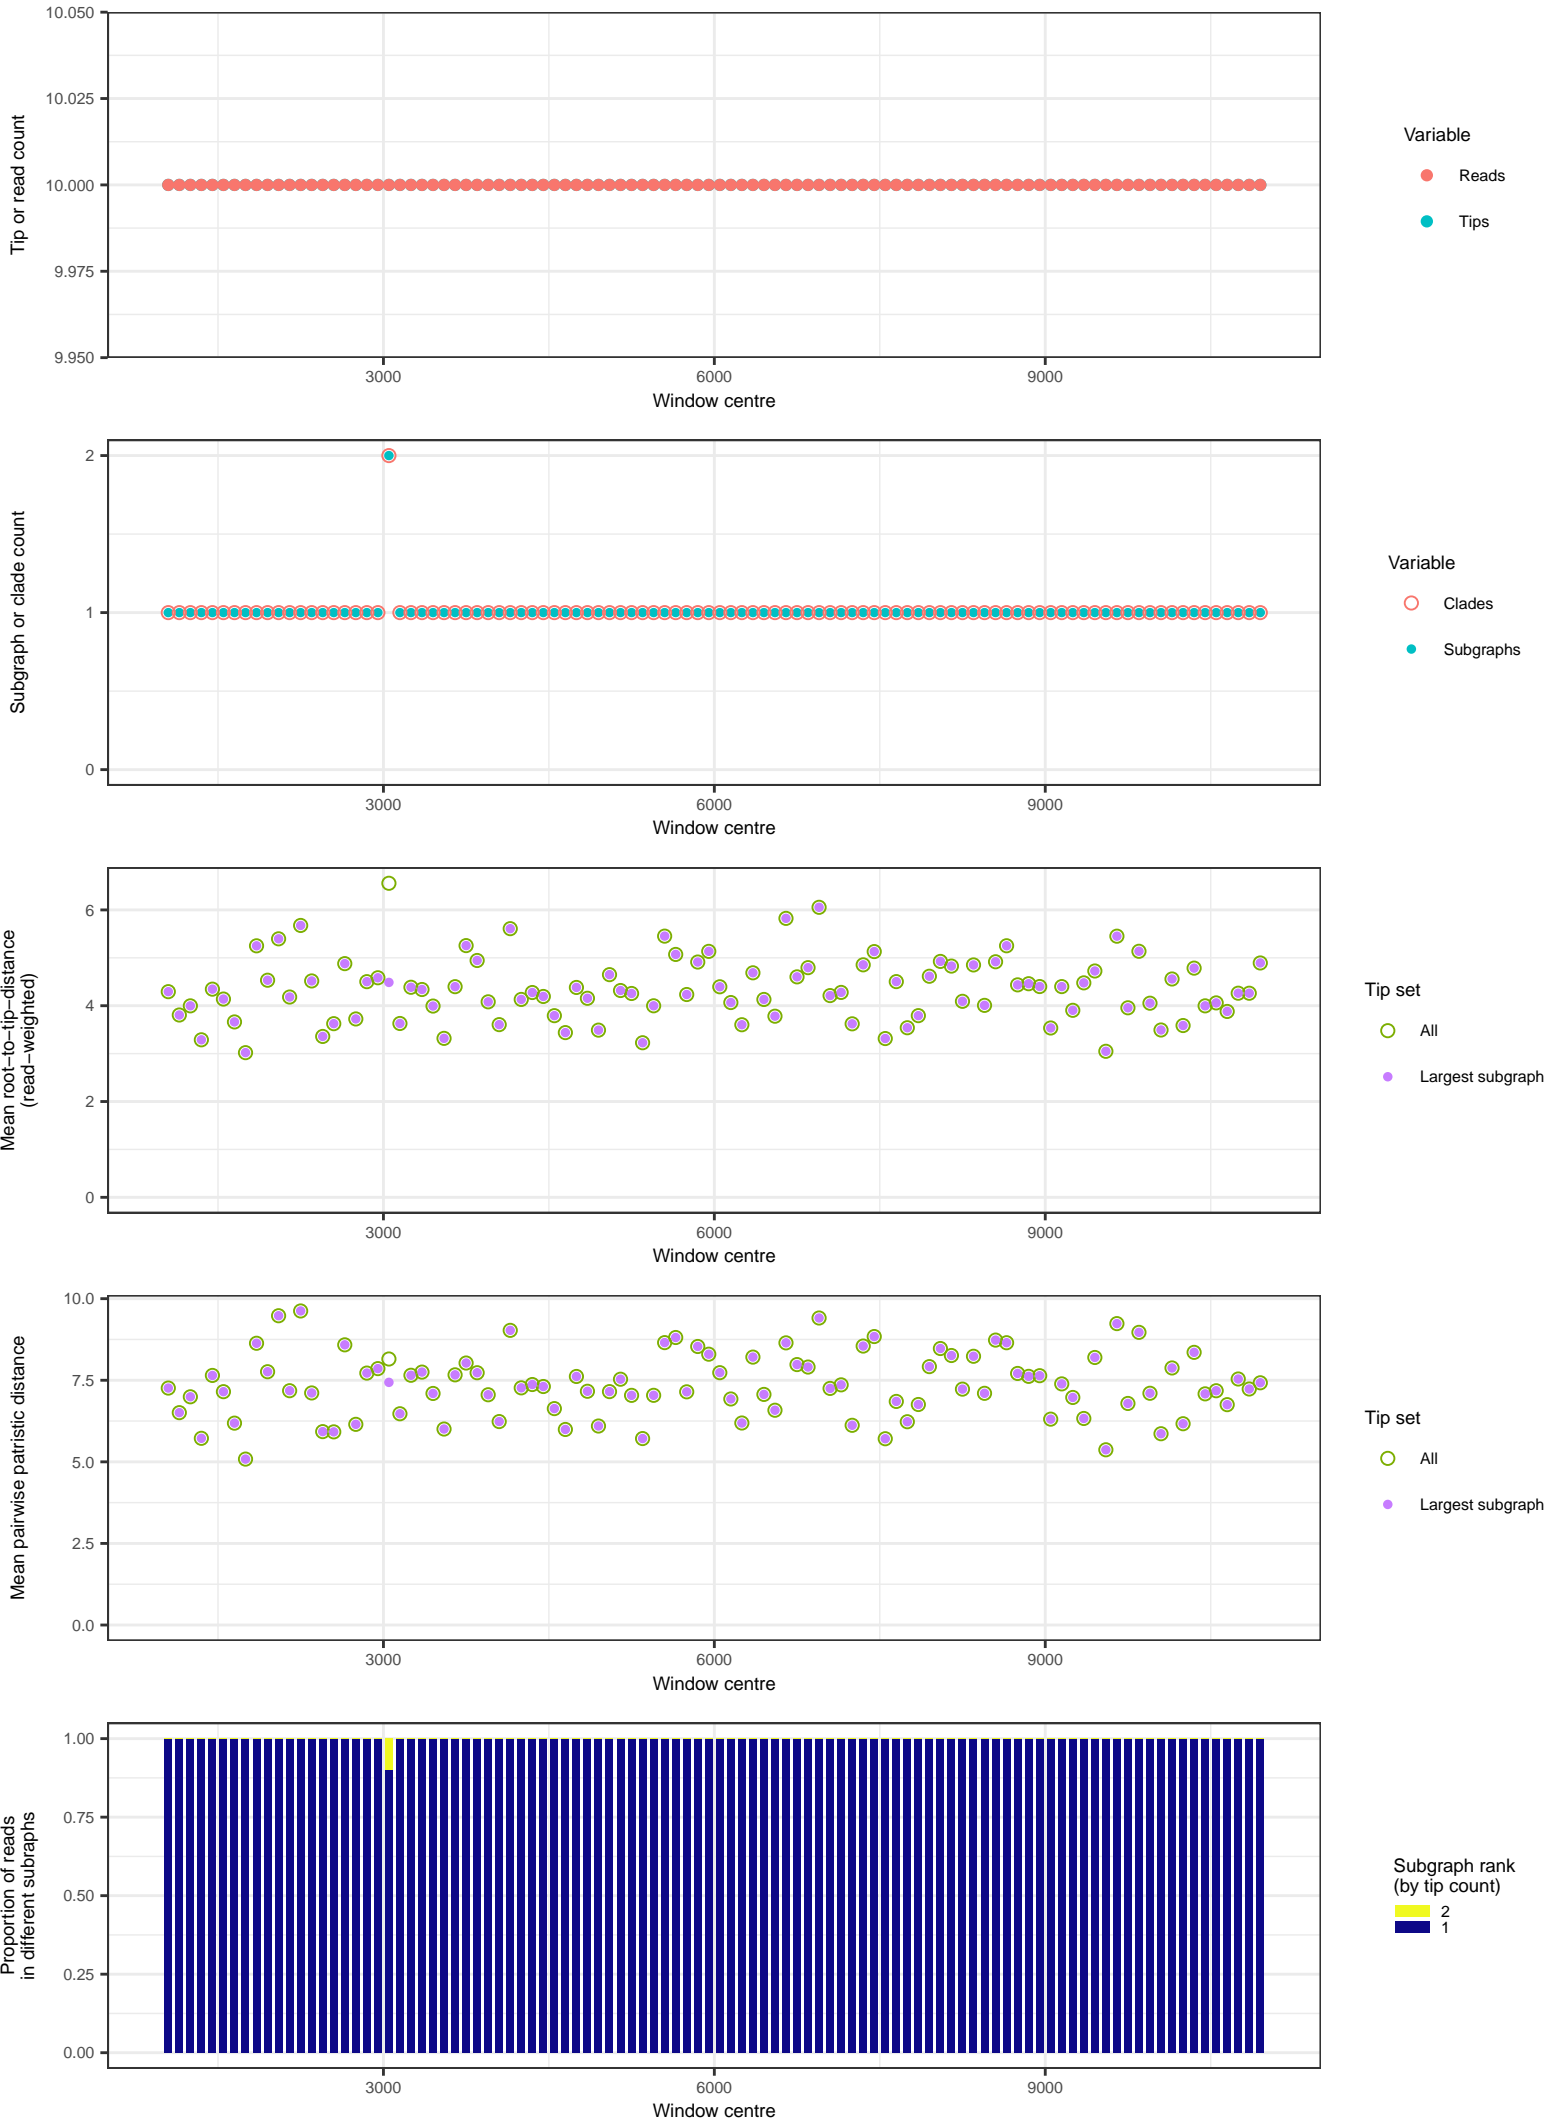 10.050
10.025
10.000
9.975
9.950
Tip or read count
3000
6000
9000
Window centre
Variable
Reads
Tips
2
1
0
Subgraph or clade count
3000
6000
9000
Window centre
Variable
Clades
Subgraphs
6
4
2
0
Mean root−to−tip−distance
(read−weighted)
3000
6000
9000
Window centre
Tip set
All
Largest subgraph
10.0
7.5
5.0
2.5
0.0
Mean pairwise patristic distance
3000
6000
9000
Window centre
Tip set
All
Largest subgraph
1.00
0.75
0.50
0.25
0.00
Proportion of reads
in different subraphs
3000
6000
9000
Window centre
Subgraph rank
(by tip count)
2
1